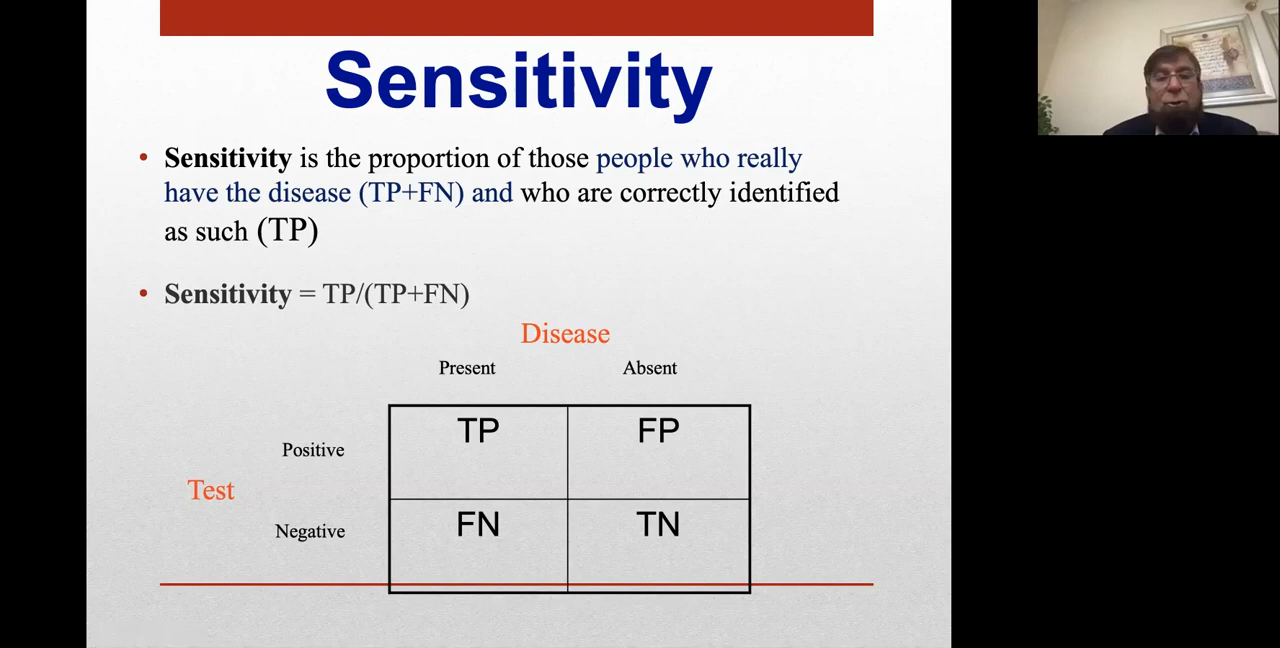 Sensitivity
• Sensitivity is the proportion of those people who really
have the disease (TP+FN) and who are correctly identified
as such (TP)
• Sensitivity = TP/(TP+FN)
Disease
Present Absent
TP FP
Positive
Test
FN TN
Negative